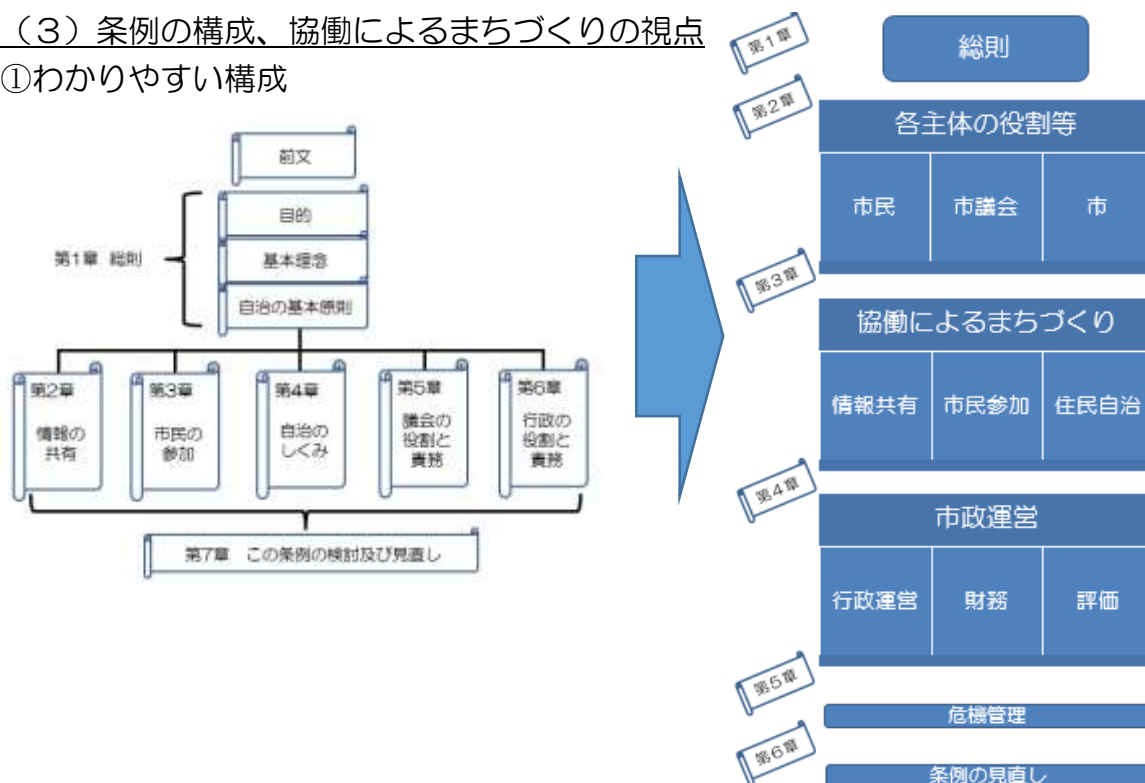 (3)条例の構成、協働によるまちづくりの視点
①わかりやすい構成
前文
第1章 総則
目的
基本理念
自治の基本原則
第2章
情報の
共有
第3章
市民の
参加
第4章
自治の
しくみ
第5章
議会の
役割と
責務
第6章
行政の
役割と
責務
第7章 この条例の検討及び見直し
第1章
総則
第2章
各主体の役割等
市民
市議会
市
第3章
協働によるまちづくり
情報共有
市民参加
住民自治
第4章
市政運営
行政運営
財務
評価
第5章
危機管理
第6章
条例の見直し